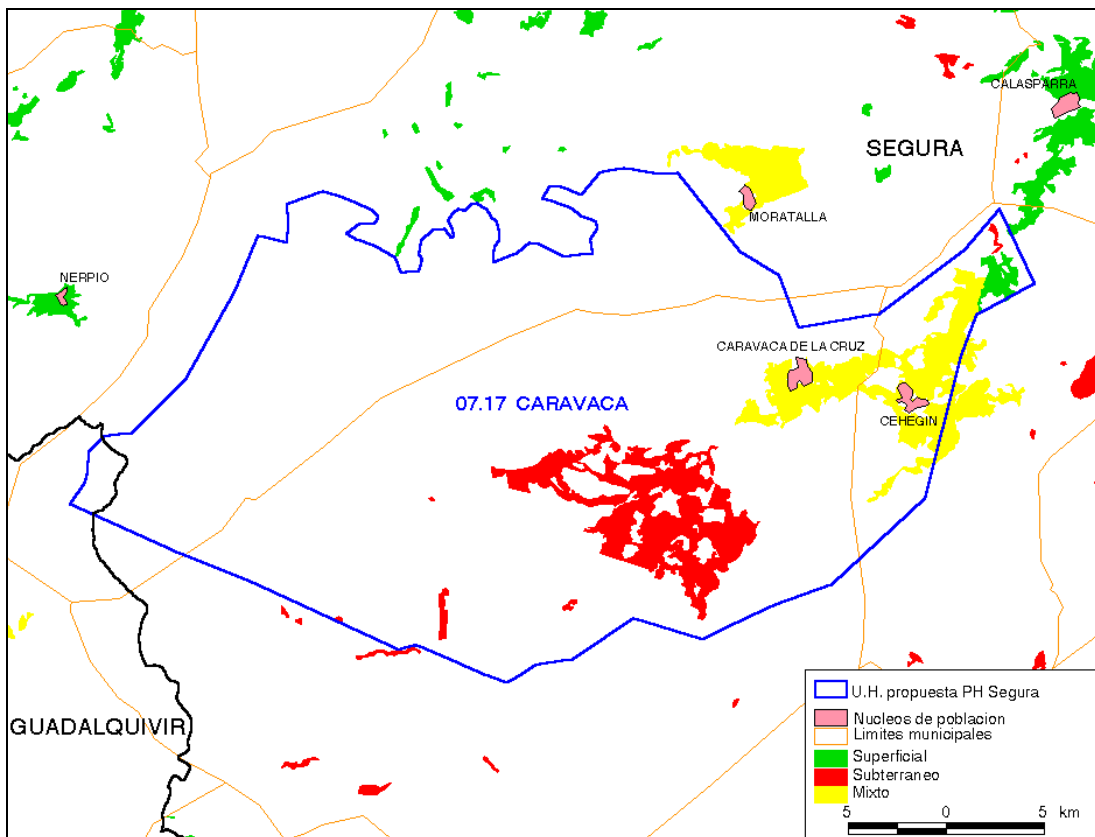 CALASPARRA
SEGURA
MORATALLA
NERPIO
CARAVACA DE LA CRUZ
07.17 CARAVACA
CEHEGIN
GUADALQUIVIR
U.H. propuesta PH Segura
Nucleos de poblacion
Limites municipales
Superficial
Subterraneo
Mixto
5 0 5 km